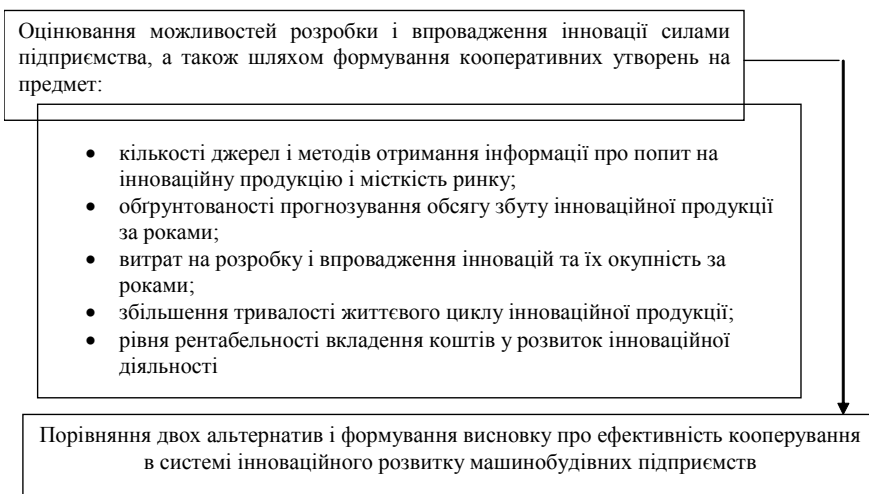 Оцінювання можливостей розробки і впровадження інновації силами
підприємства, а також шляхом формування кооперативних утворень на
предмет:
• кількості джерел і методів отримання інформації про попит на
інноваційну продукцію і місткість ринку;
• обґрунтованості прогнозування обсягу збуту інноваційної продукції
за роками;
• витрат на розробку і впровадження інновацій та їх окупність за
роками;
• збільшення тривалості життєвого циклу інноваційної продукції;
• рівня рентабельності вкладення коштів у розвиток інноваційної
діяльності
Порівняння двох альтернатив і формування висновку про ефективність кооперування
в системі інноваційного розвитку машинобудівних підприємств